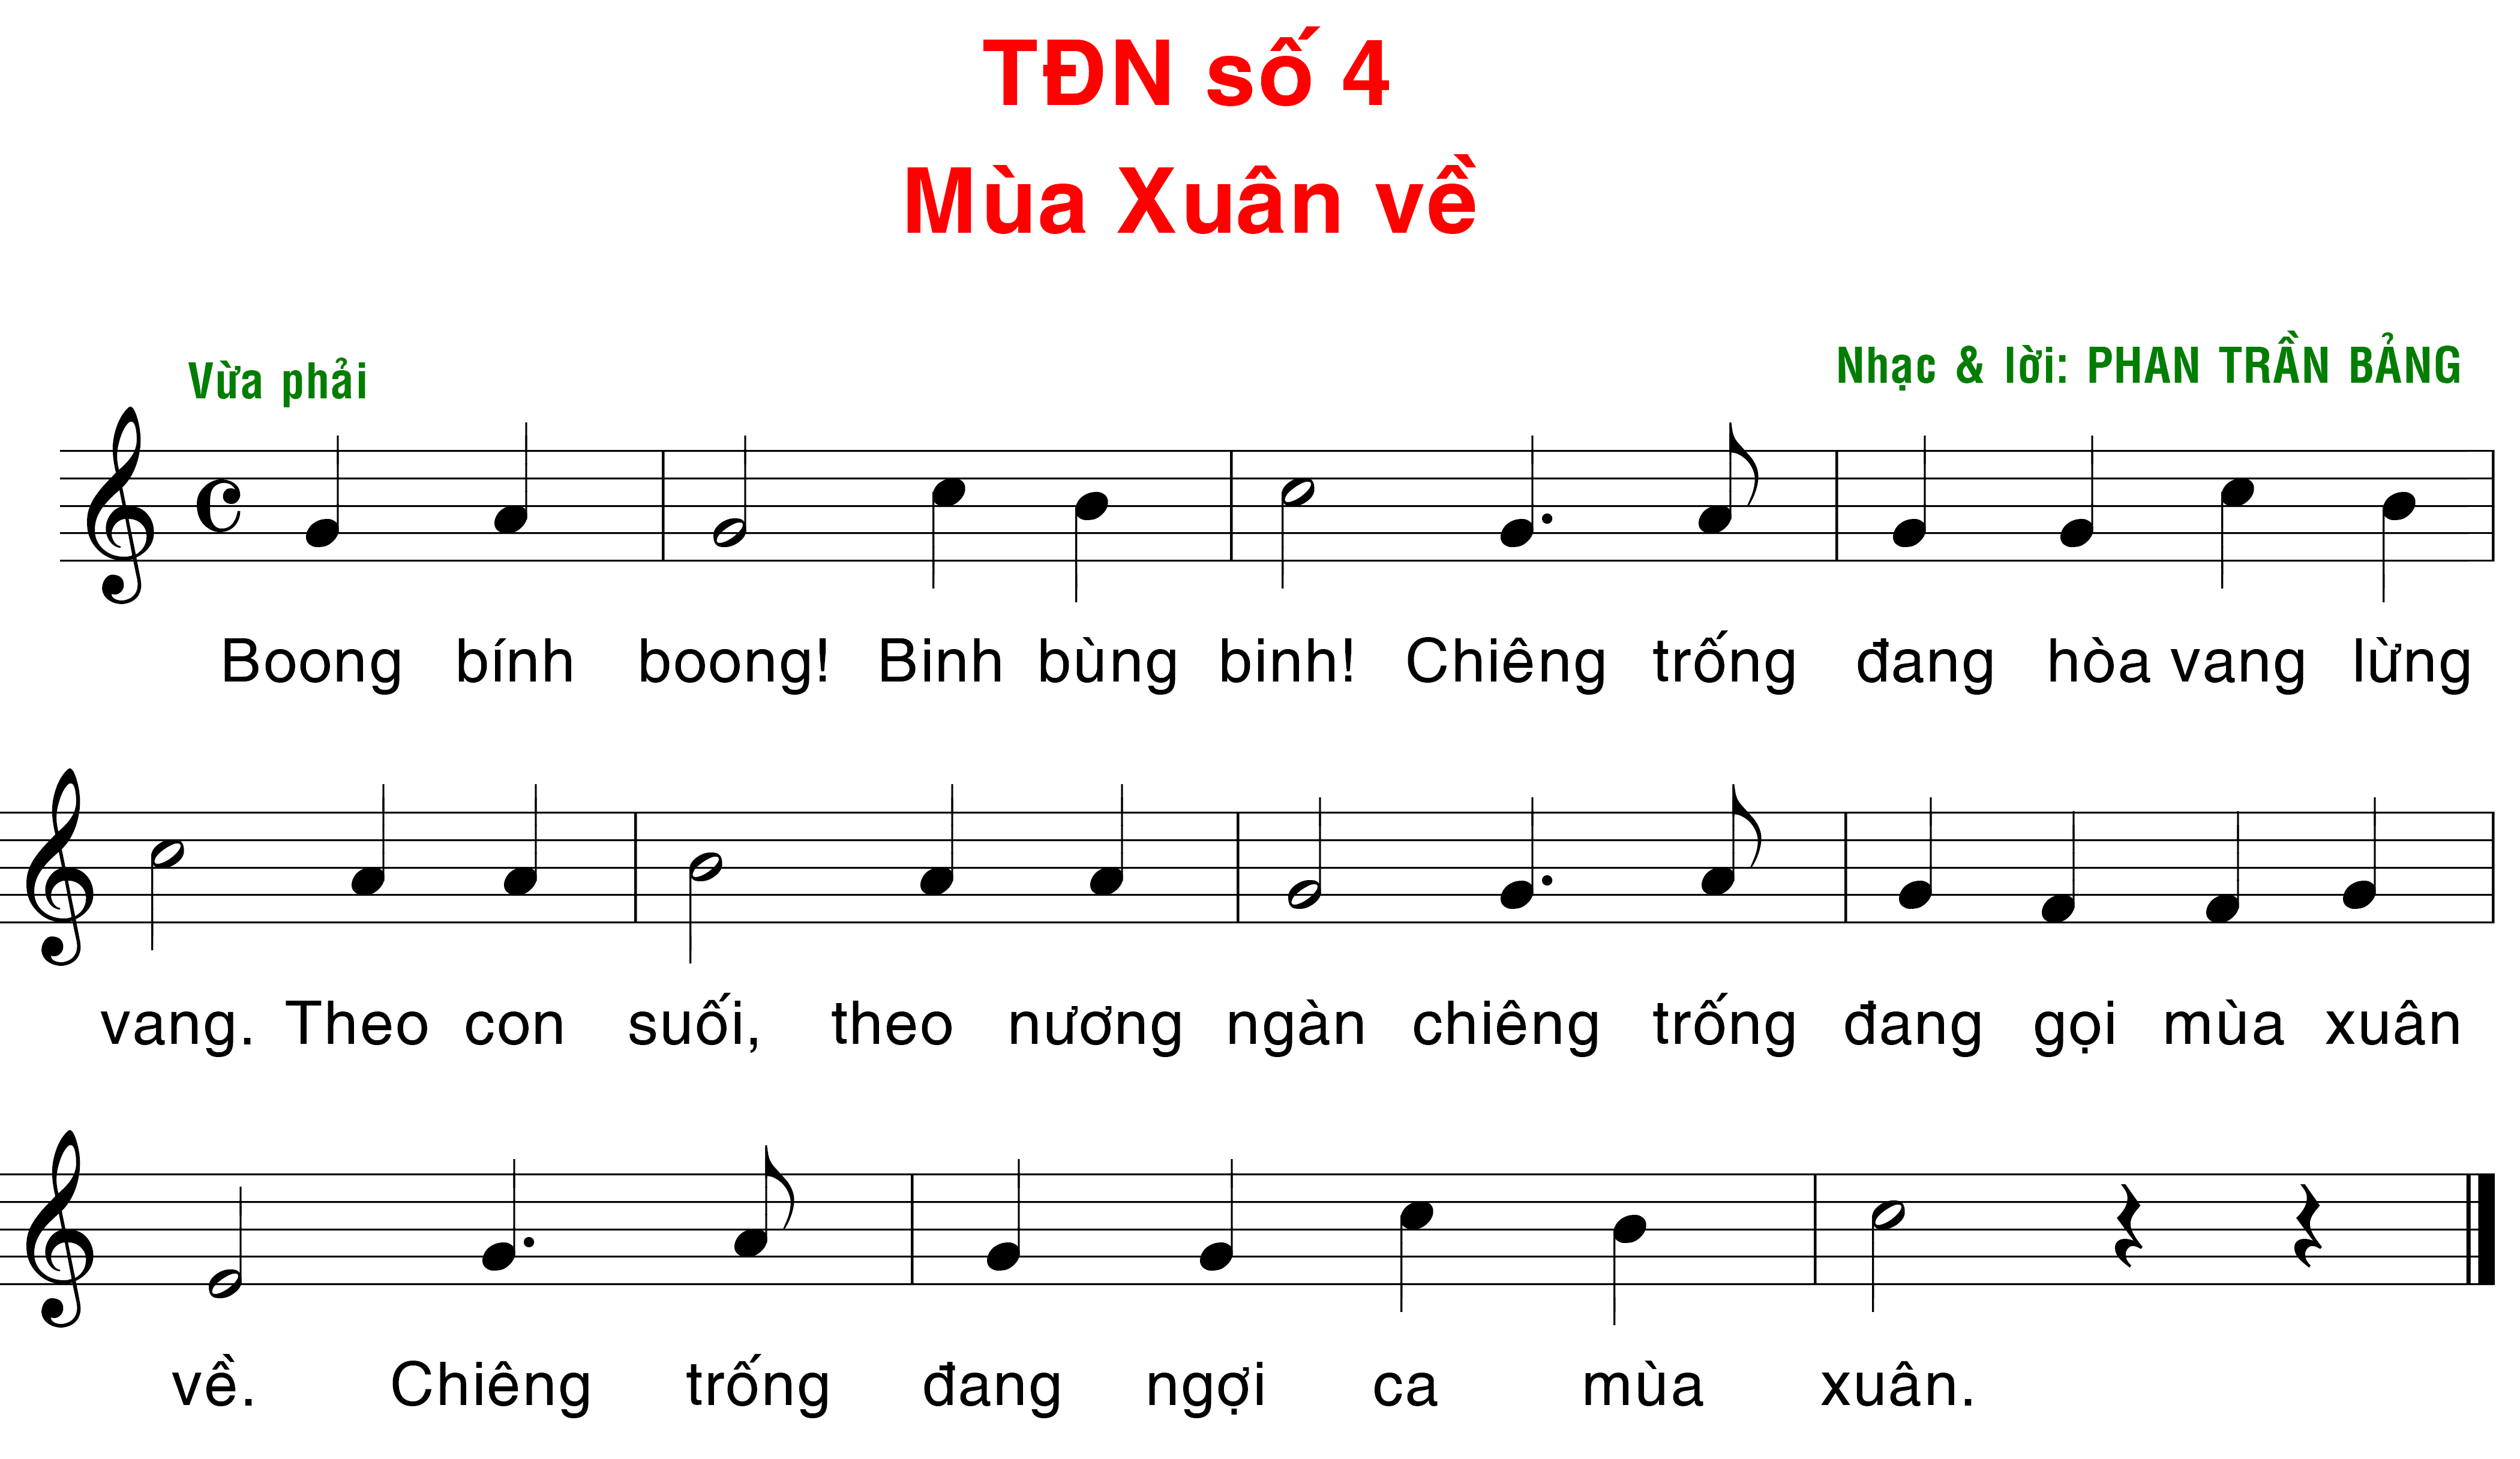 TĐN số 4
Mùa Xuân về
Vừa phải
Nhạc & lời: PHAN TRẦN BẢNG
Boong bính boong! Binh bùng binh! Chiêng trống đang hòa vang lừng
vang. Theo con suối, theo nương ngàn chiêng trống đang gọi mùa xuân
về. Chiêng trống đang ngợi ca mùa xuân.